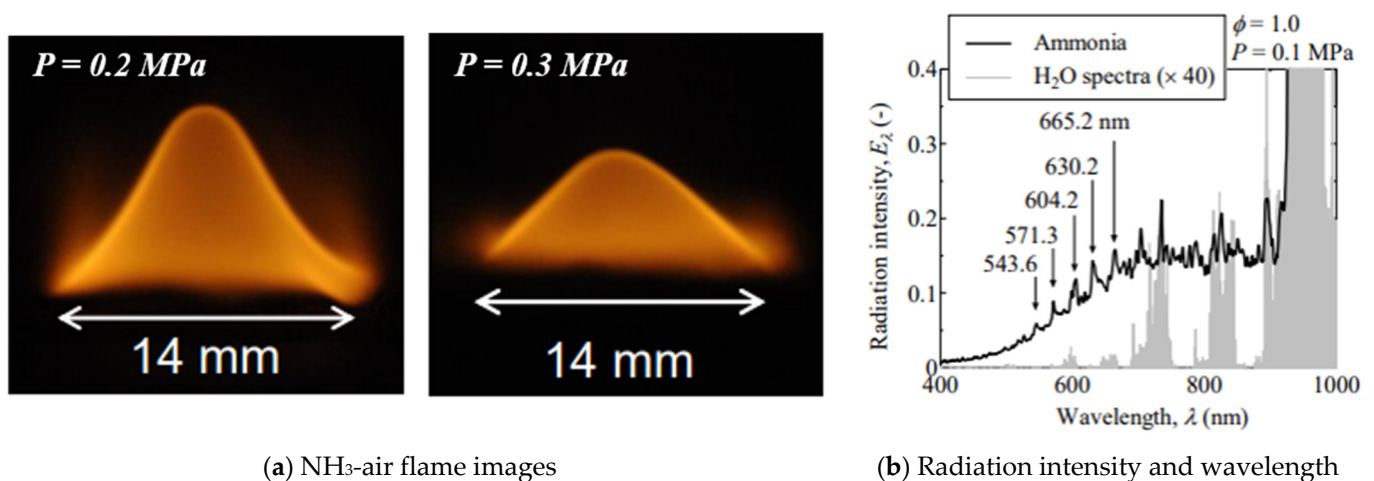 P = 0.2 MPa
14 mm
P = 0.3 MPa
14 mm
Ammonia
H₂O spectra (× 40)
ϕ = 1.0
P = 0.1 MPa
665.2 nm
630.2
604.2
571.3
543.6
0.4
0.3
0.2
0.1
0
Radiation intensity, Eλ (-)
400
600
800
1000
Wavelength, λ (nm)
(a) NH₃-air flame images
(b) Radiation intensity and wavelength